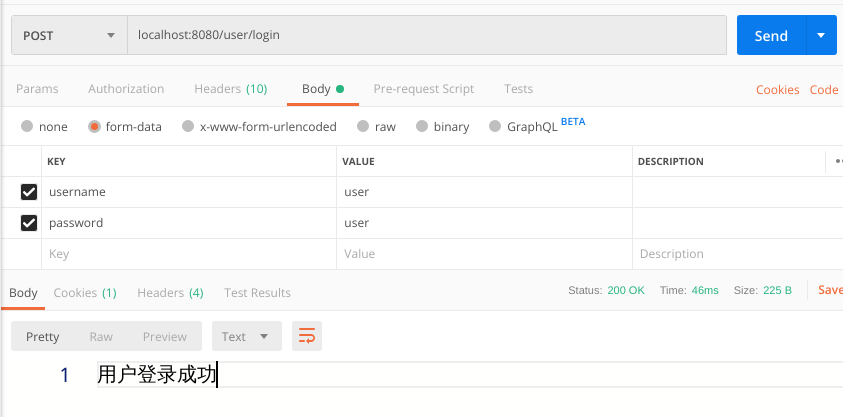 POST localhost:8080/user/login Send
Params Authorization Headers (10) Body Pre-request Script Tests Cookies Code
none form-data x-www-form-urlencoded raw binary GraphQL BETA
KEY VALUE DESCRIPTION
username user
password user
Key Value Description
Body Cookies (1) Headers (4) Test Results Status: 200 OK Time: 46ms Size: 225 B Save
Pretty Raw Preview Text
1 用户登录成功